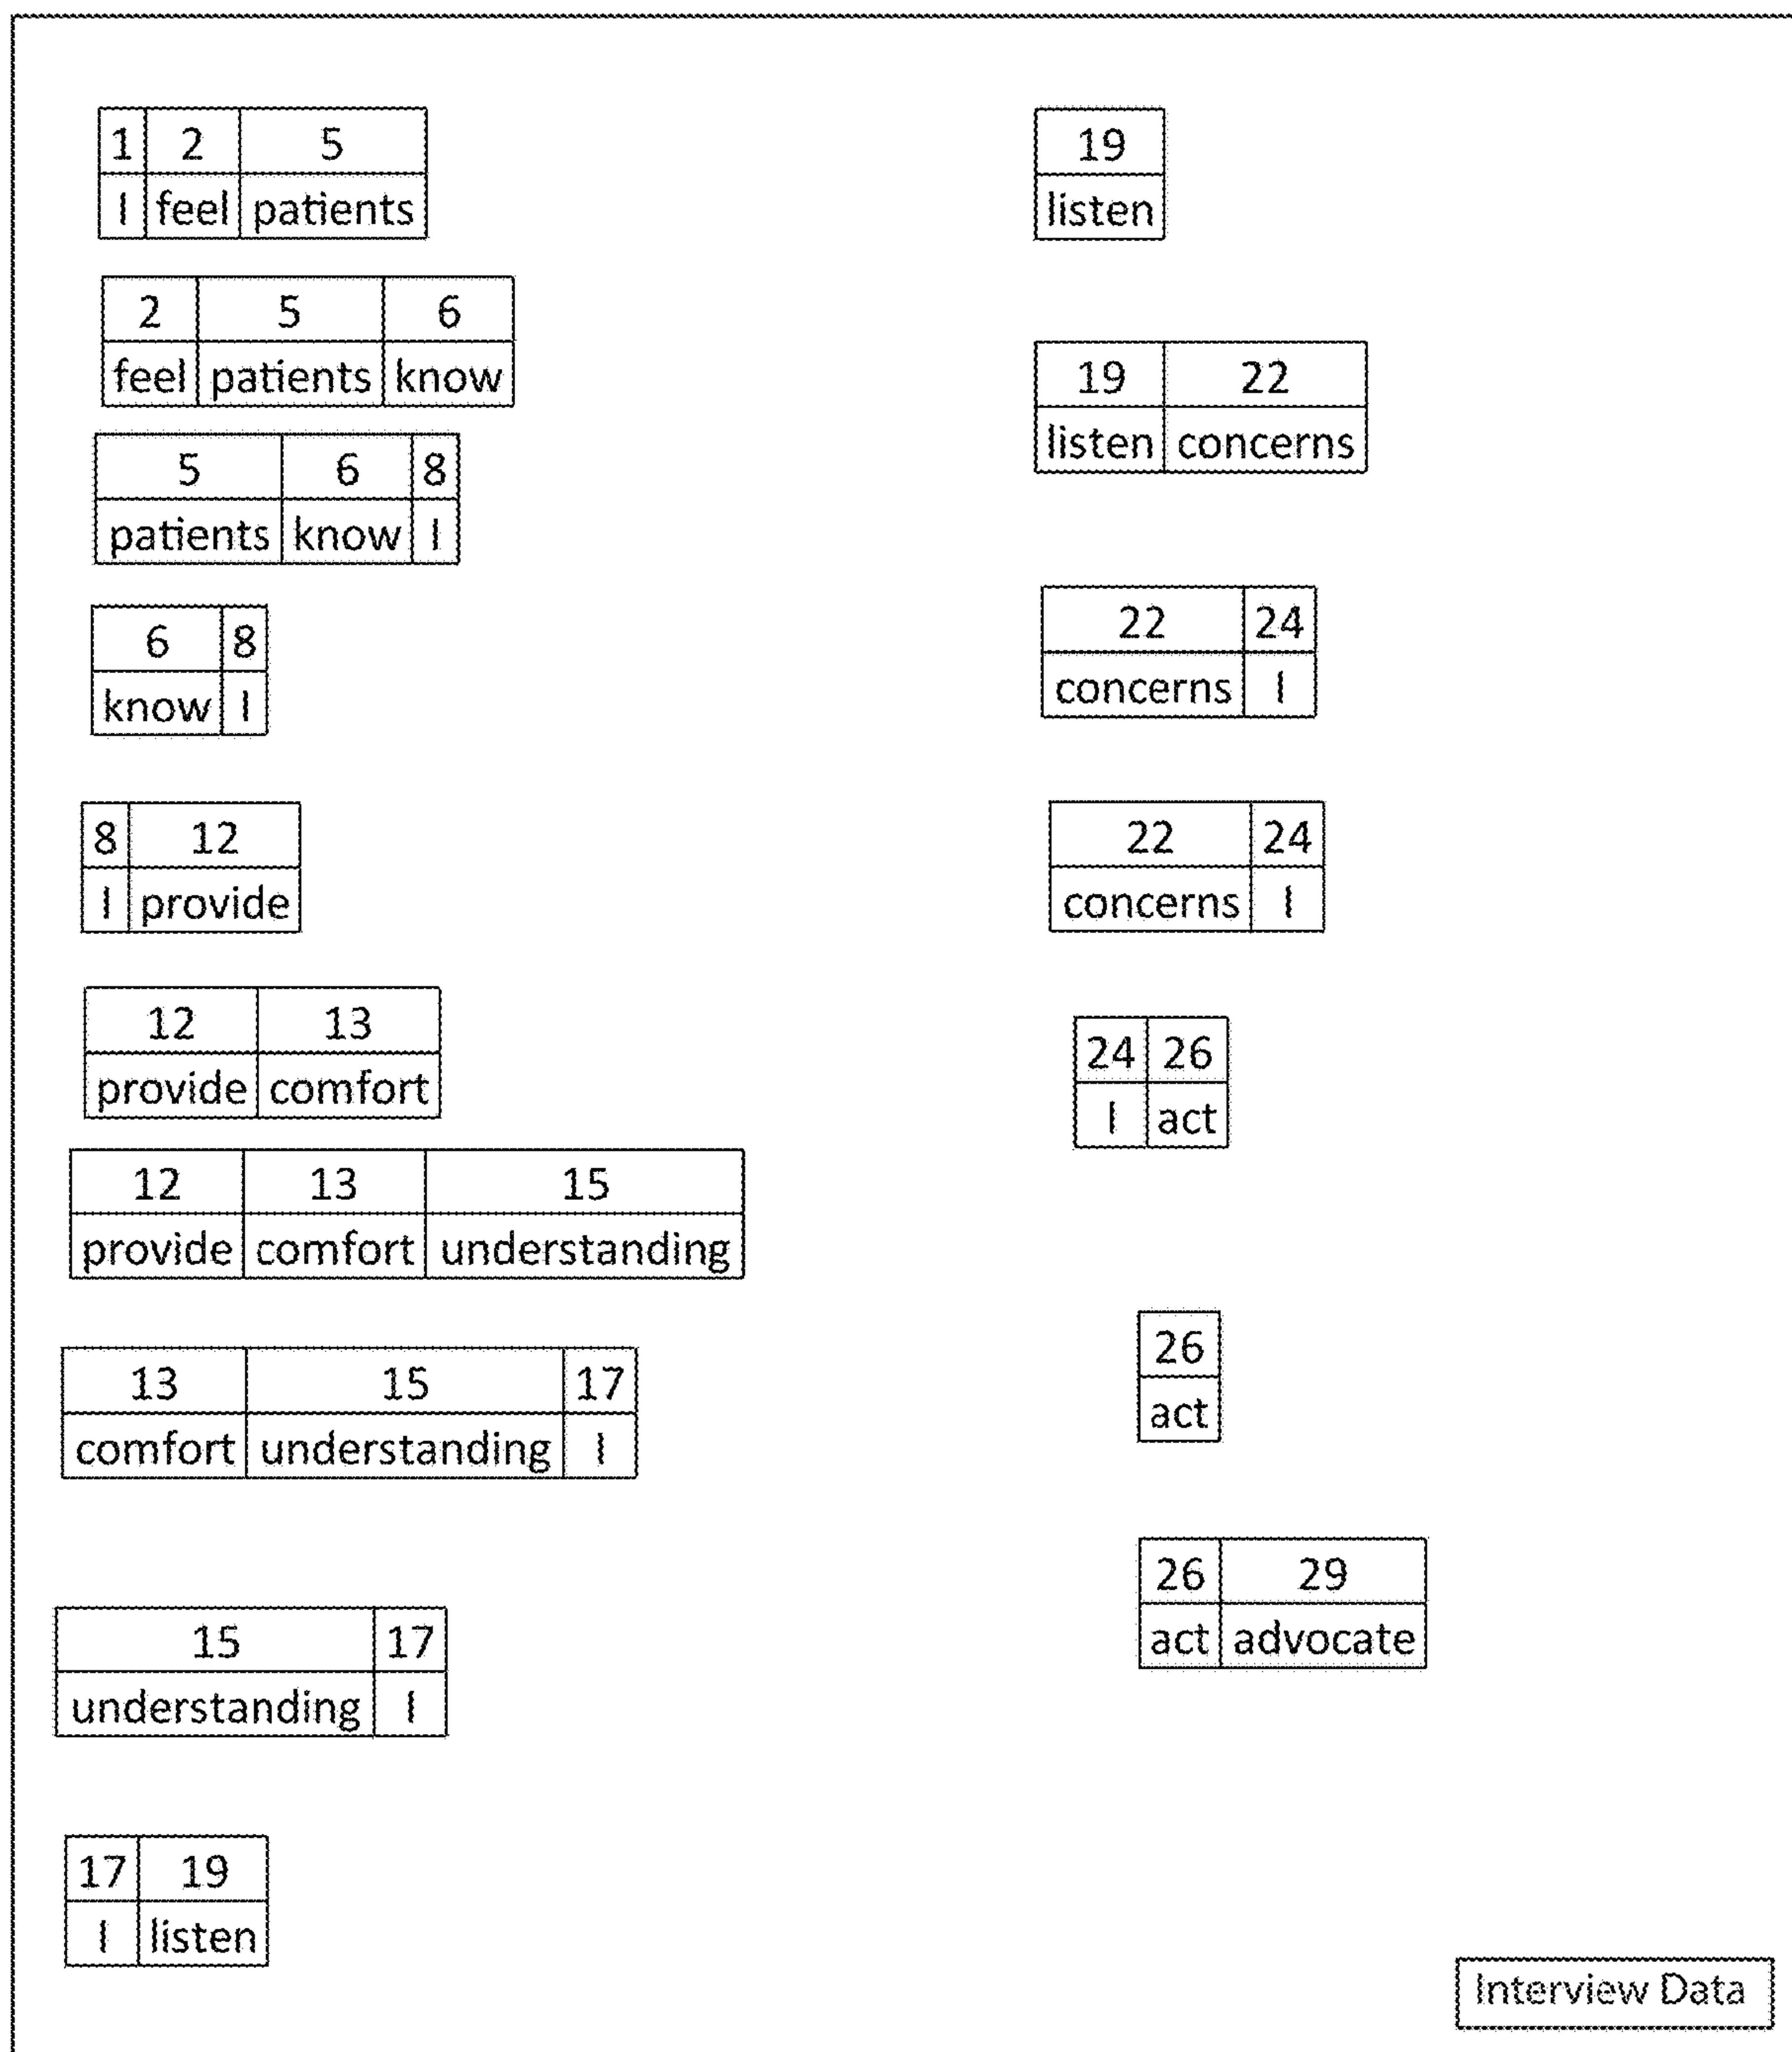 1 2 5
I feel patients
2 5 6
feel patients know
5 6 8
patients know I
6 8
know I
8 12
I provide
12 13
provide comfort
12 13 15
provide comfort understanding
13 15 17
comfort understanding I
15 17
understanding I
17 19
I listen
19
listen
19 22
listen concerns
22 24
concerns I
22 24
concerns I
24 26
I act
26
act
26 29
act advocate
Interview Data